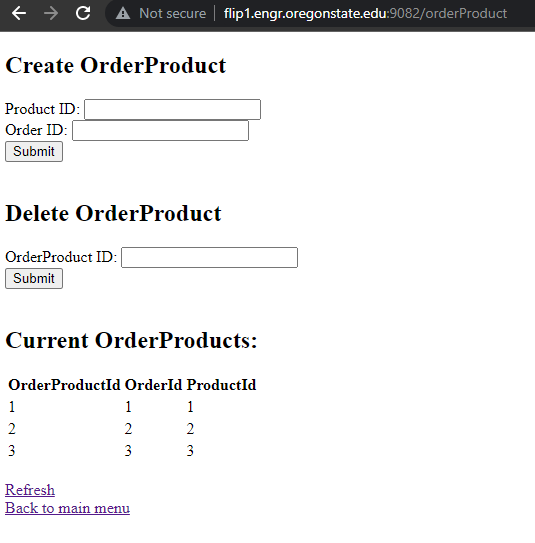 Not secure | flip1.engr.oregonstate.edu:9082/orderProduct
Create OrderProduct
Product ID:
Order ID:
Submit
Delete OrderProduct
OrderProduct ID:
Submit
Current OrderProducts:
OrderProductId OrderId ProductId
1 1 1
2 2 2
3 3 3
Refresh
Back to main menu